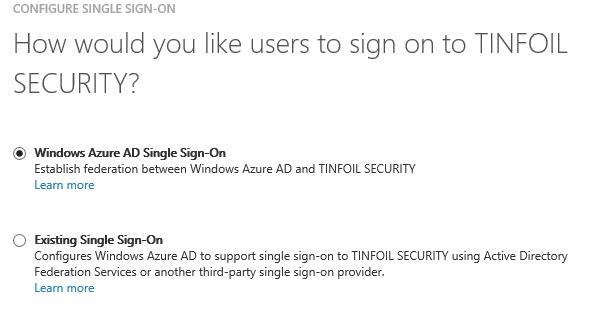 CONFIGURE SINGLE SIGN-ON
How would you like users to sign on to TINFOIL
SECURITY?
Windows Azure AD Single Sign-On
Establish federation between Windows Azure AD and TINFOIL SECURITY
Learn more
Existing Single Sign-On
Configures Windows Azure AD to support single sign-on to TINFOIL SECURITY using Active Directory
Federation Services or another third-party single sign-on provider.
Learn more